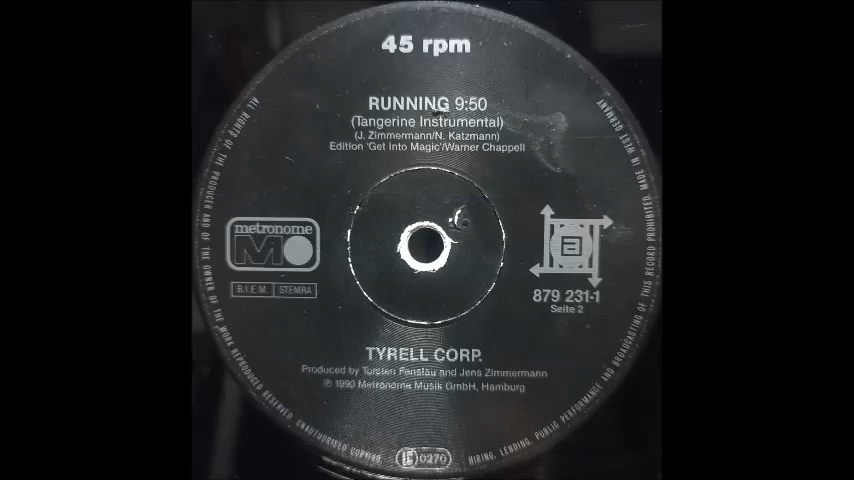 45 rpm
RUNNING 9:50
(Tangerine Instrumental)
(J. Zimmermann/N. Katzmann)
Edition 'Get Into Magic'/Warner Chappell
metronome
M
B.I.E.M. STEMRA
a
879 231-1
Seite 2
TYRELL CORP.
Produced by Torsten Fenslau and Jens Zimmermann
℗ 1990 Metronome Musik GmbH, Hamburg
LC 0270
ALL RIGHTS OF THE PRODUCER AND OF THE OWNER OF THE WORK REPRODUCED RESERVED. UNAUTHORISED COPYING, HIRING, LENDING, PUBLIC PERFORMANCE AND BROADCASTING OF THIS RECORD PROHIBITED. MADE IN WEST GERMANY